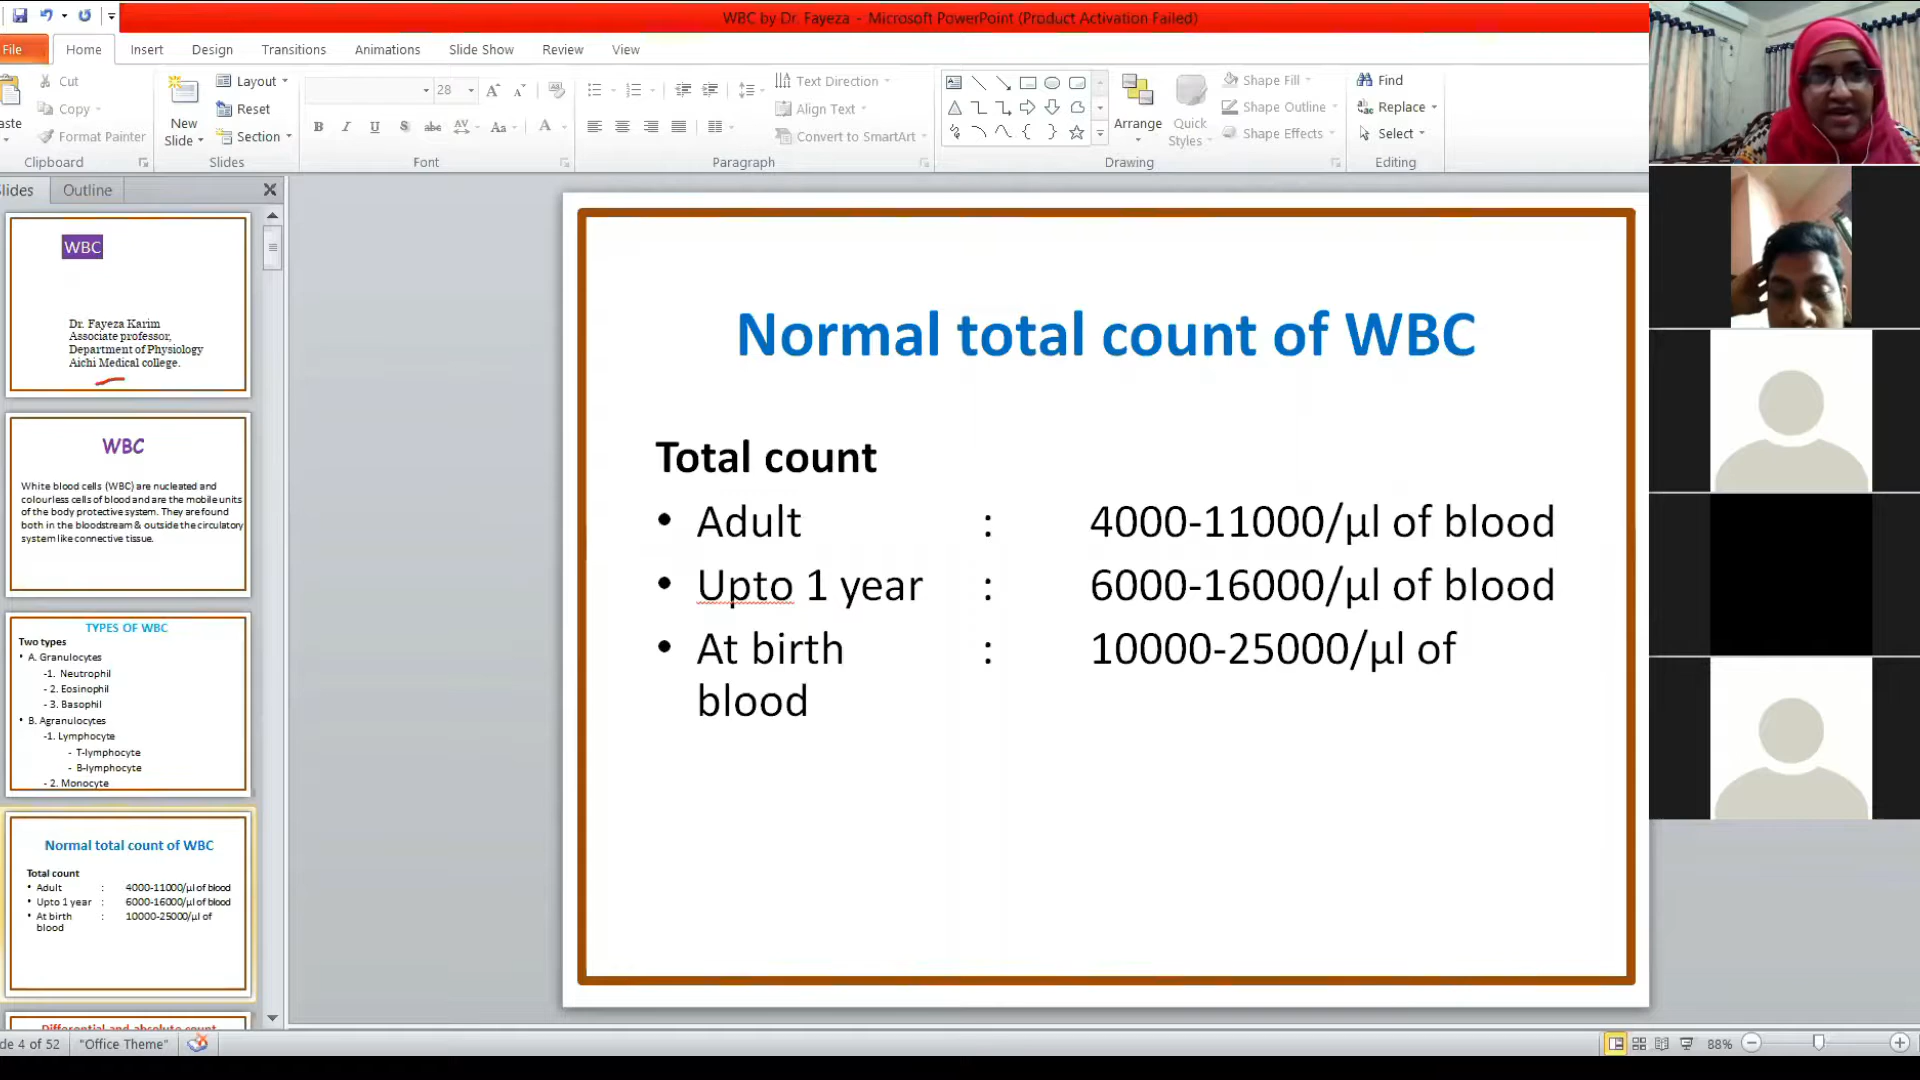 WBC by Dr. Fayeza - Microsoft PowerPoint (Product Activation Failed)
File Home Insert Design Transitions Animations Slide Show Review View
Cut
Copy
Format Painter
Clipboard
New Slide
Layout
Reset
Section
Slides
28
Font
Text Direction
Align Text
Convert to SmartArt
Paragraph
Arrange
Quick Styles
Shape Fill
Shape Outline
Shape Effects
Drawing
Find
Replace
Select
Editing
Outline
WBC
Dr. Fayeza Karim
Associate professor,
Department of Physiology
Aichi Medical college.
WBC
White blood cells (WBC) are nucleated and
colourless cells of blood and are the mobile units
of the body protective system. They are found
both in the bloodstream & outside the circulatory
system like connective tissue.
TYPES OF WBC
Two types
• A. Granulocytes
-1. Neutrophil
- 2. Eosinophil
- 3. Basophil
• B. Agranulocytes
-1. Lymphocyte
- T-lymphocyte
- B-lymphocyte
- 2. Monocyte
Normal total count of WBC
Total count
• Adult : 4000-11000/µl of blood
• Upto 1 year : 6000-16000/µl of blood
• At birth : 10000-25000/µl of
blood
Differential and absolute count
Normal total count of WBC
Total count
• Adult : 4000-11000/µl of blood
• Upto 1 year : 6000-16000/µl of blood
• At birth : 10000-25000/µl of
blood
de 4 of 52 "Office Theme" 88%